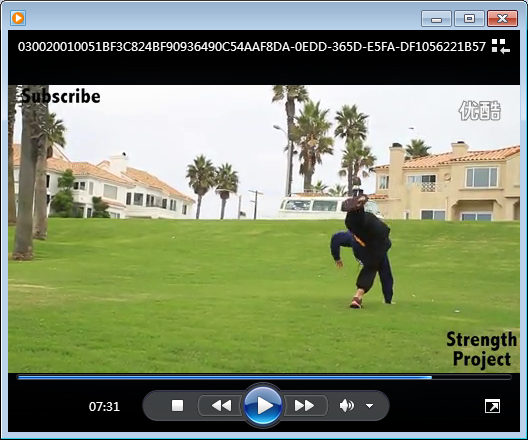 030020010051BF3C824BF90936490C54AAF8DA-0EDD-365D-E5FA-DF1056221B57
Subscribe
优酷
Strength
Project
07:31